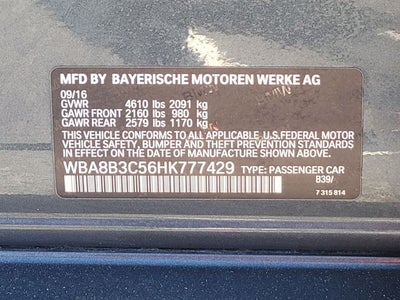 MFD BY BAYERISCHE MOTOREN WERKE AG
09/16
GVWR 4610 lbs 2091 kg
GAWR FRONT 2160 lbs 980 kg
GAWR REAR 2579 lbs 1170 kg
THIS VEHICLE CONFORMS TO ALL APPLICABLE U.S.FEDERAL MOTOR
VEHICLE SAFETY, BUMPER, AND THEFT PREVENTION STANDARDS IN
EFFECT ON THE DATE OF MANUFACTURE SHOWN ABOVE.
WBA8B3C56HK777429 TYPE: PASSENGER CAR
B39/
7 315 814